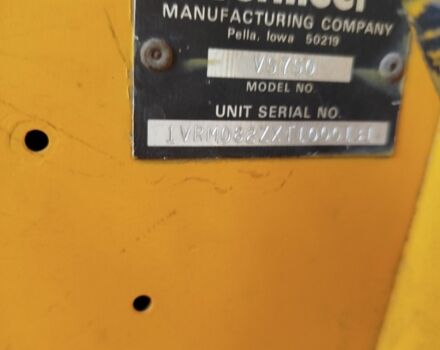 MANUFACTURING COMPANY
Pella, Iowa 50219
V5750
MODEL NO.
UNIT SERIAL NO.